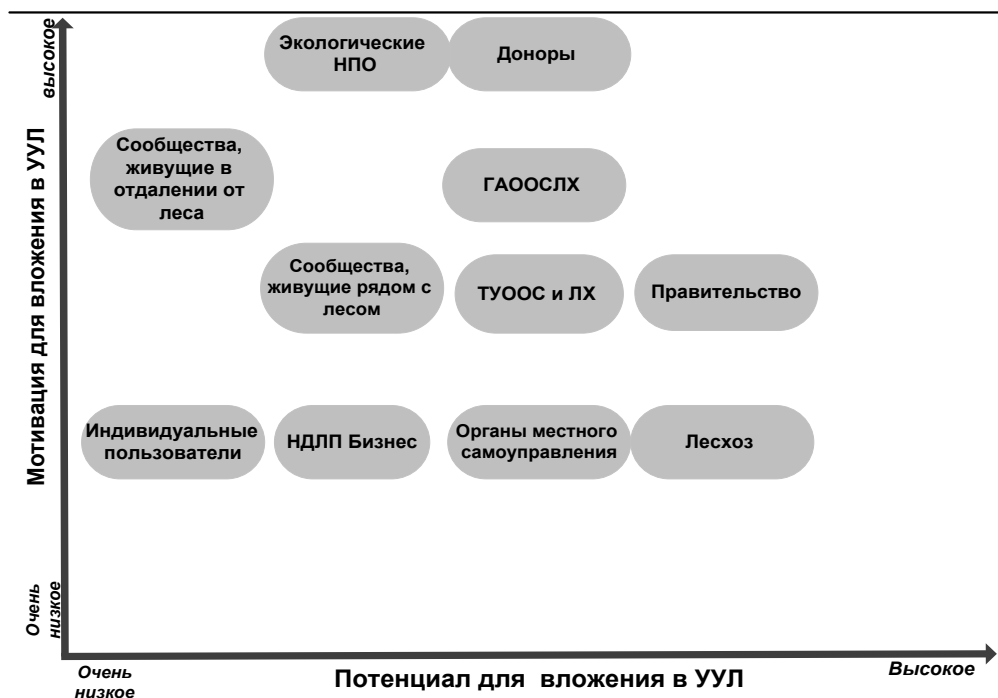 высокое
Мотивация для вложения в УУЛ
Очень
низкое
Экологические
НПО
Доноры
Сообщества,
живущие в
отдалении от
леса
ГАООСЛХ
Сообщества,
живущие рядом с
лесом
ТУООС и ЛХ
Правительство
Индивидуальные
пользователи
НДЛП Бизнес
Органы местного
самоуправления
Лесхоз
Очень
низкое
Потенциал для вложения в УУЛ
Высокое